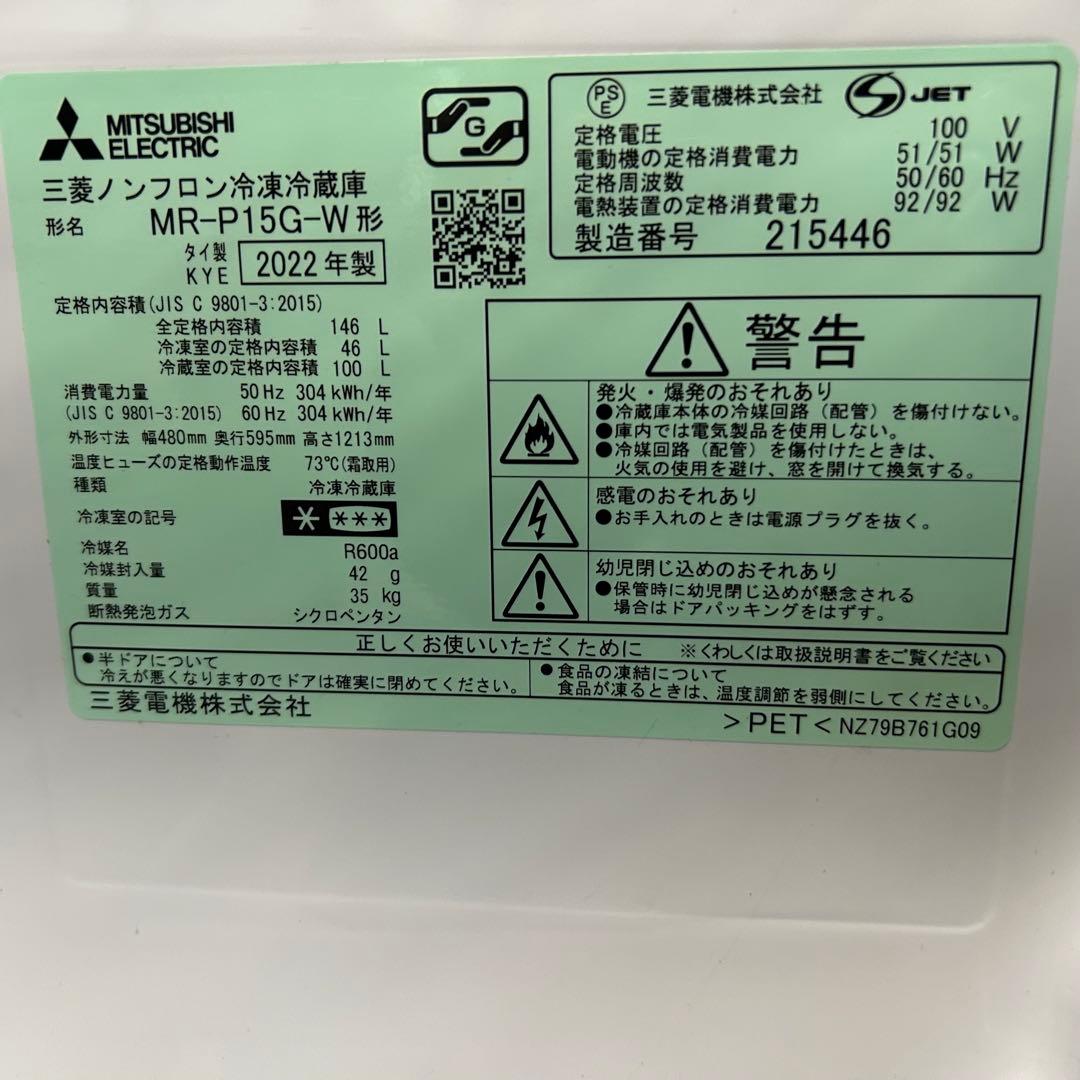 MITSUBISHI
ELECTRIC
G
三菱ノンフロン冷凍冷蔵庫
形名 MR-P15G-W形
タイ製
KYE 2022年製
定格内容積(JIS C 9801-3:2015)
全定格内容積 146 L
冷凍室の定格内容積 46 L
冷蔵室の定格内容積 100 L
消費電力量 50Hz 304kWh/年
(JIS C 9801-3:2015) 60Hz 304kWh/年
外形寸法 幅480mm 奥行595mm 高さ1213mm
温度ヒューズの定格動作温度 73℃(霜取用)
種類 冷凍冷蔵庫
冷凍室の記号 * ***
冷媒名 R600a
冷媒封入量 42 g
質量 35 kg
断熱発泡ガス シクロペンタン
PSE 三菱電機株式会社 S JET
定格電圧 100 V
電動機の定格消費電力 51/51 W
定格周波数 50/60 Hz
電熱装置の定格消費電力 92/92 W
製造番号 215446
警告
発火・爆発のおそれあり
●冷蔵庫本体の冷媒回路(配管)を傷付けない。
●庫内では電気製品を使用しない。
●冷媒回路(配管)を傷付けたときは、
火気の使用を避け、窓を開けて換気する。
感電のおそれあり
●お手入れのときは電源プラグを抜く。
幼児閉じ込めのおそれあり
●保管時に幼児閉じ込めが懸念される
場合はドアパッキングをはずす。
正しくお使いいただくために ※くわしくは取扱説明書をご覧ください
●半ドアについて
冷えが悪くなりますのでドアは確実に閉めてください。
●食品の凍結について
食品が凍るときは、温度調節を弱側にしてください。
三菱電機株式会社
>PET< NZ79B761G09